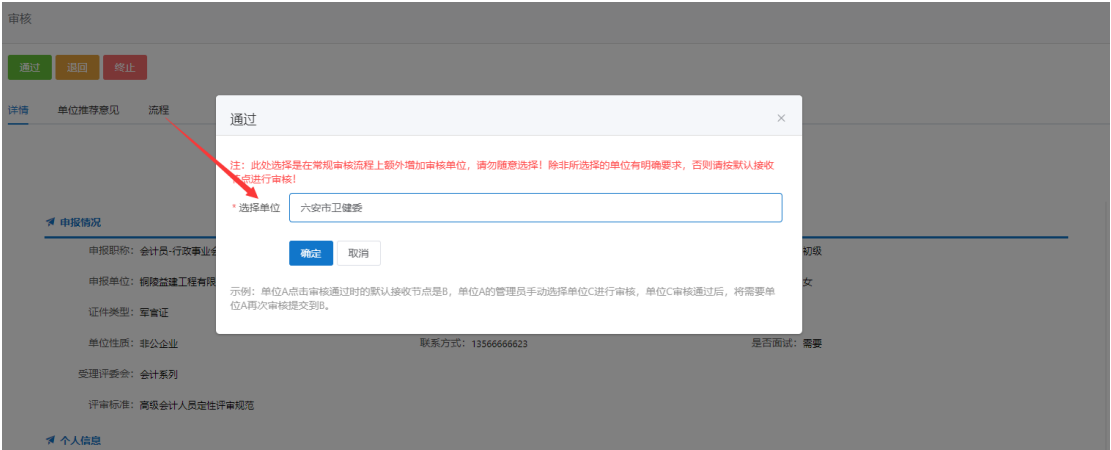 审核
通过 退回 终止
详情 单位推荐意见 流程
通过
注：此处选择是在常规审核流程上额外增加审核单位，请勿随意选择！除非所选择的单位有明确要求，否则请按默认接收
节点进行审核！
* 选择单位 六安市卫健委
确定 取消
示例：单位A点击审核通过时的默认接收节点是B，单位A的管理员手动选择单位C进行审核，单位C审核通过后，将需要单
位A再次审核提交到B。
申报情况
申报职称：会计员-行政事业会 初级
申报单位：铜陵益建工程有限 女
证件类型：军官证
单位性质：非公企业 联系方式：13566666623 是否面试：需要
受理评委会：会计系列
评审标准：高级会计人员定性评审规范
个人信息